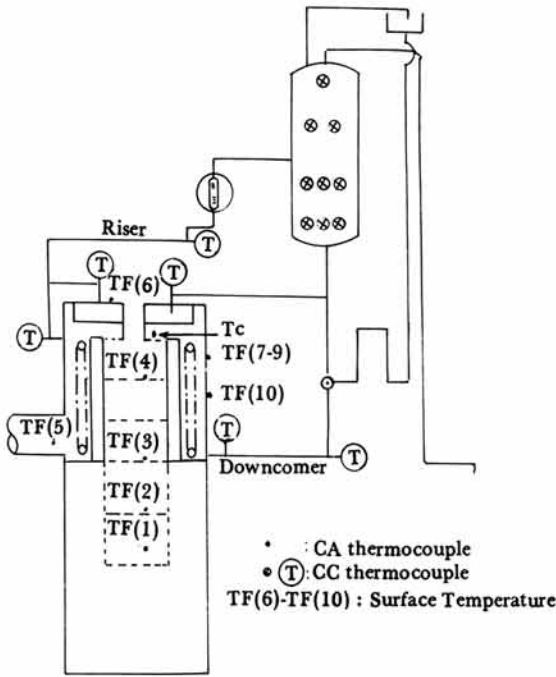 Riser
T
T
T
TF(6)
T
Tc
TF(4)
TF(7-9)
TF(10)
TF(5)
TF(3)
T
T
Downcomer
TF(2)
TF(1)
• : CA thermocouple
⊗ T : CC thermocouple
TF(6)-TF(10) : Surface Temperature